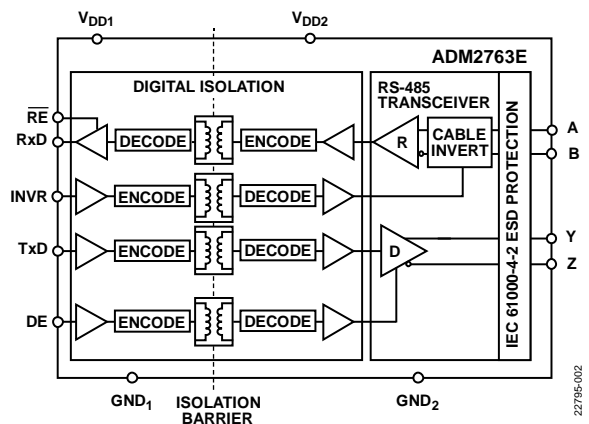 VDD1 VDD2
ADM2763E
DIGITAL ISOLATION
RS-485
TRANSCEIVER
RE
RxD
DECODE ENCODE
R
CABLE
INVERT
A
B
INVR
ENCODE DECODE
TxD
ENCODE DECODE
D
Y
Z
DE
ENCODE DECODE
IEC 61000-4-2 ESD PROTECTION
GND1
ISOLATION
BARRIER
GND2
22795-002